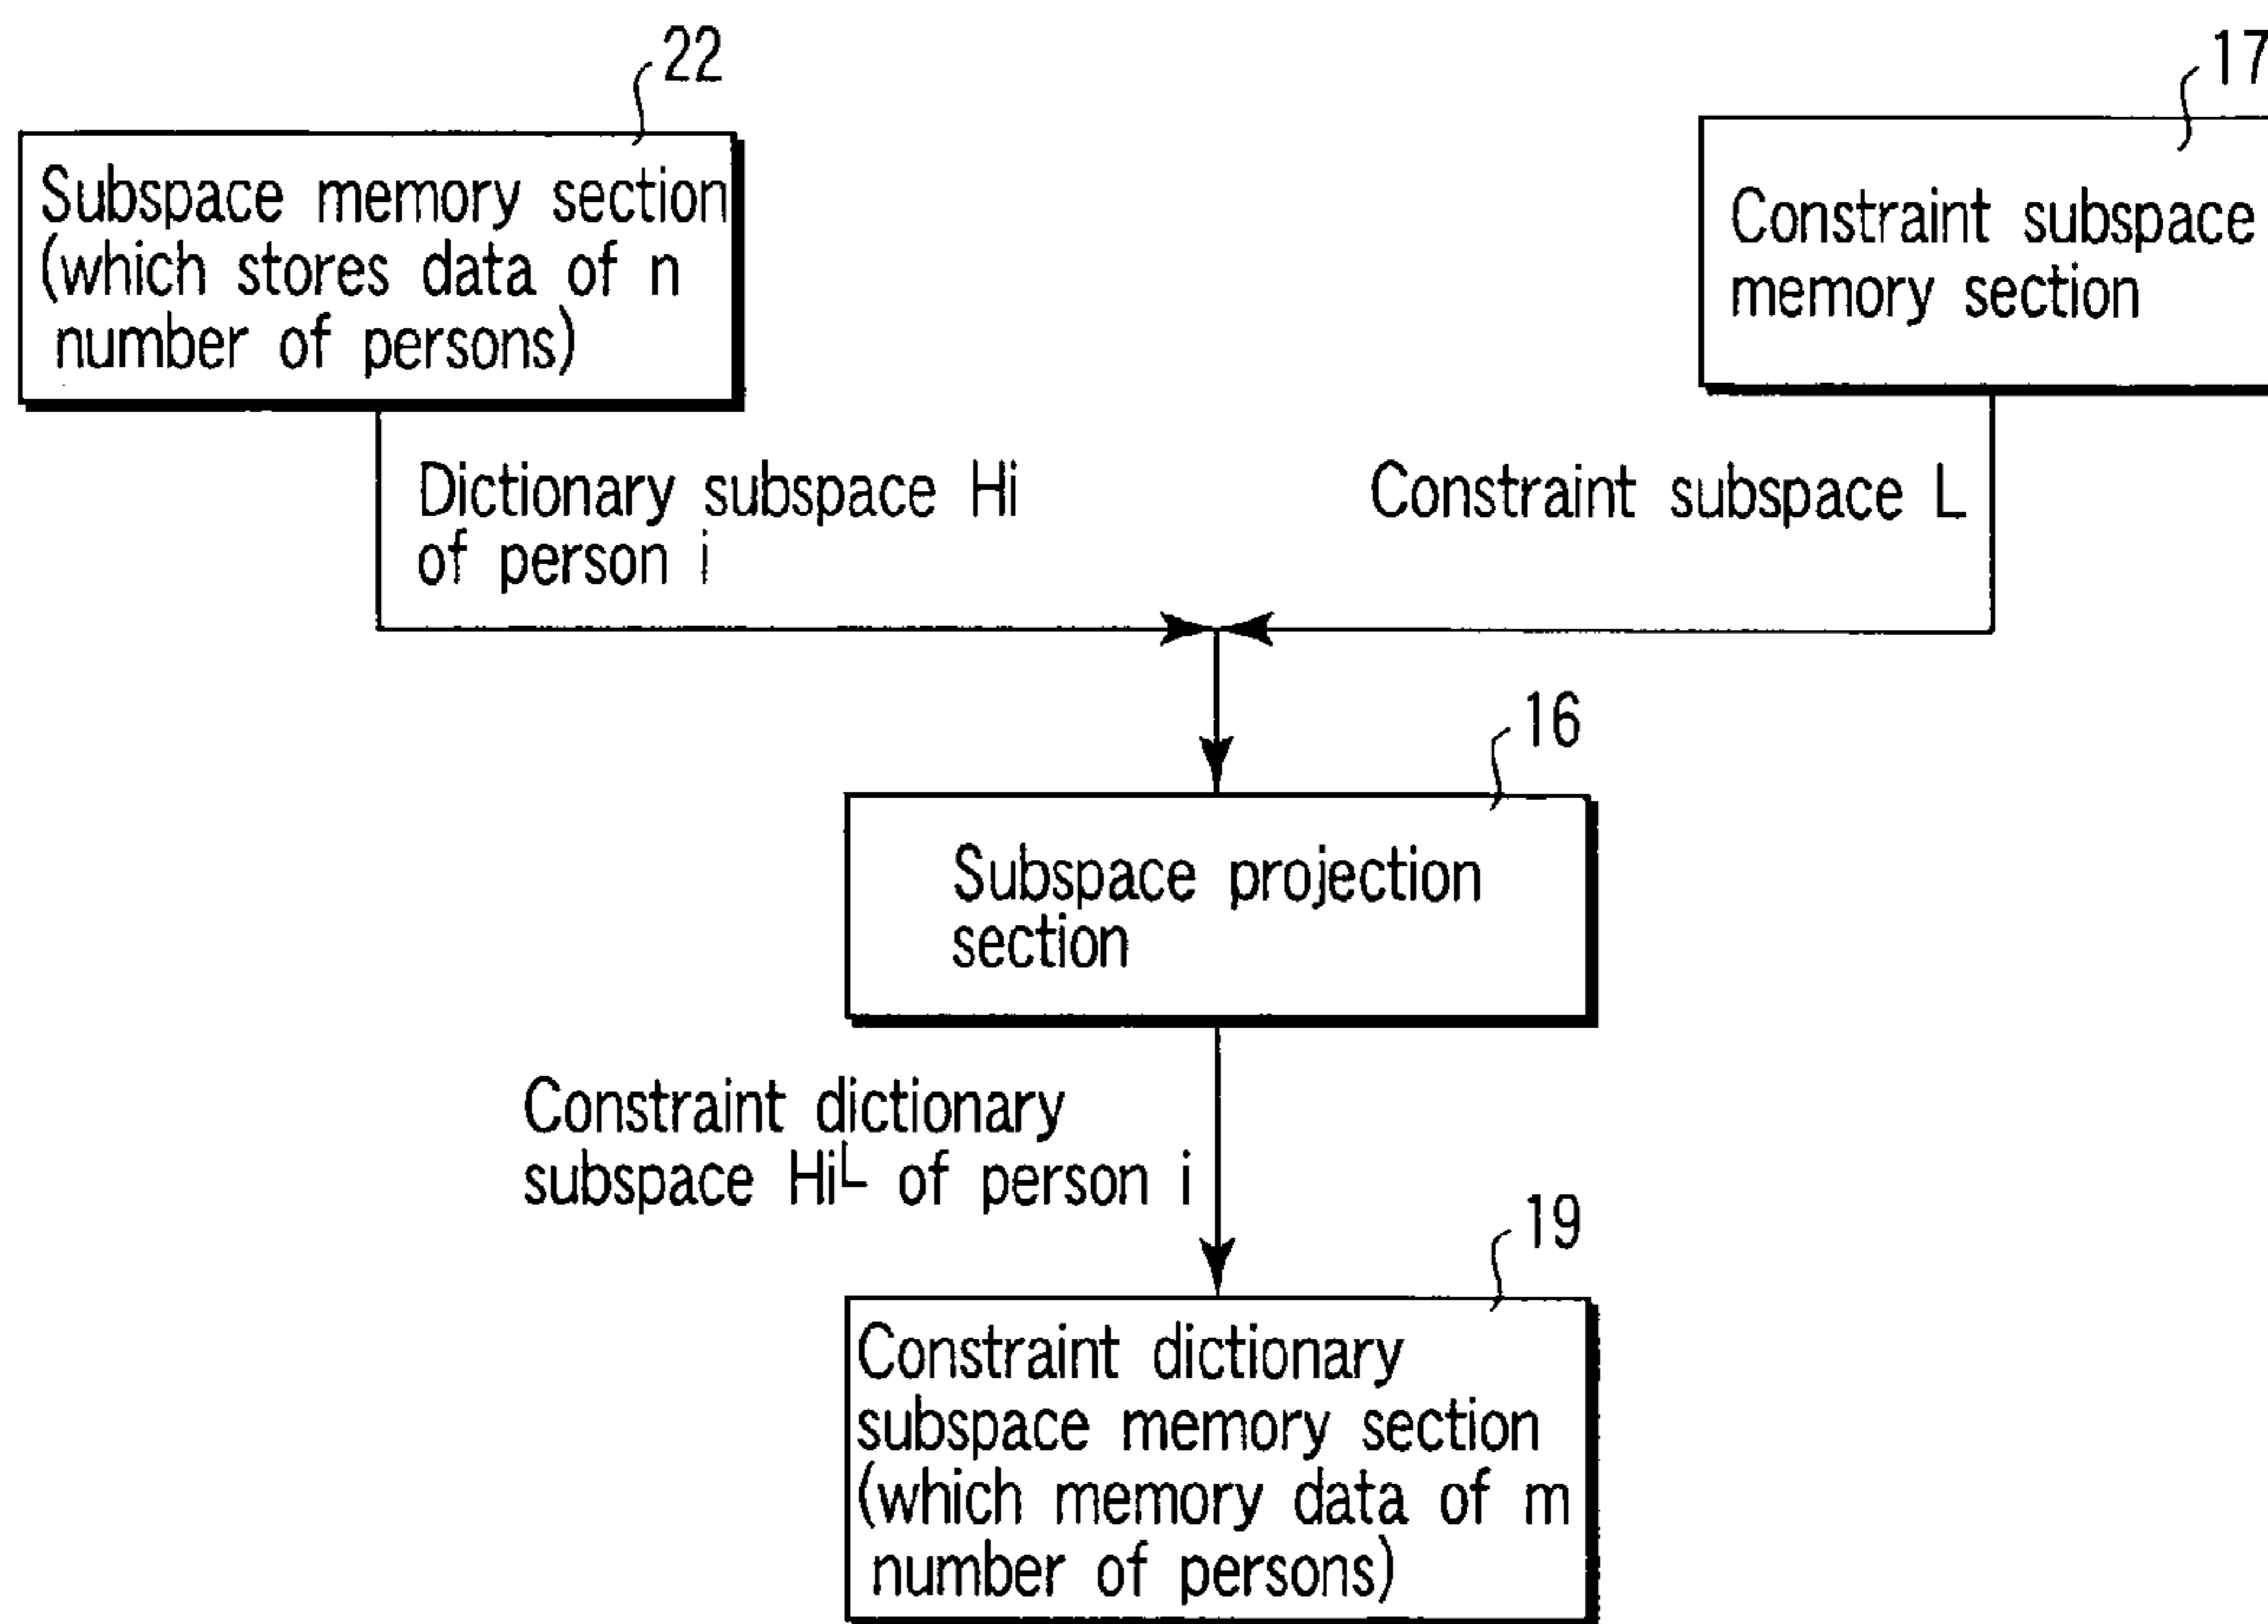 22
17
Subspace memory section
(which stores data of n
number of persons)
Constraint subspace
memory section
Dictionary subspace Hi
of person i
Constraint subspace L
16
Subspace projection
section
Constraint dictionary
subspace Hi^L of person i
19
Constraint dictionary
subspace memory section
(which memory data of m
number of persons)